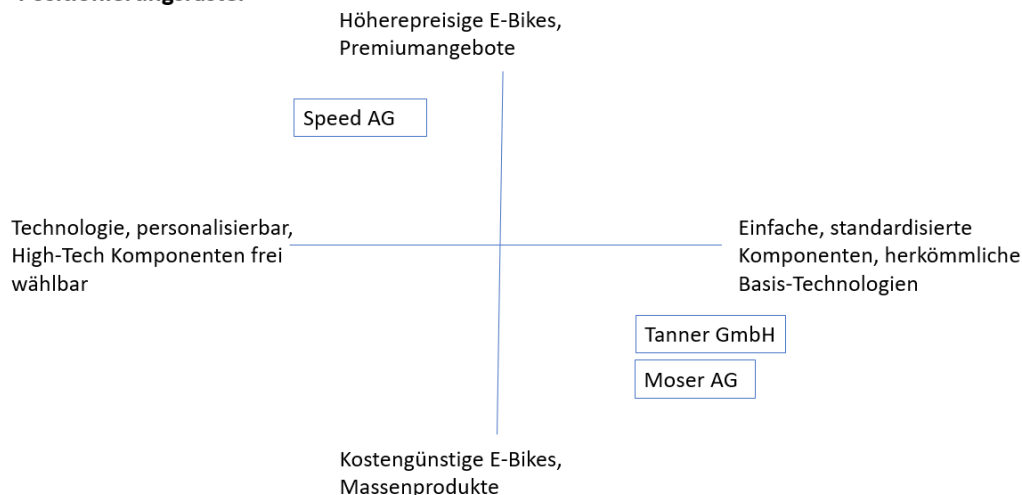 Höherepreisige E-Bikes,
Premiumangebote
Speed AG
Technologie, personalisierbar,
High-Tech Komponenten frei
wählbar
Einfache, standardisierte
Komponenten, herkömmliche
Basis-Technologien
Tanner GmbH
Moser AG
Kostengünstige E-Bikes,
Massenprodukte